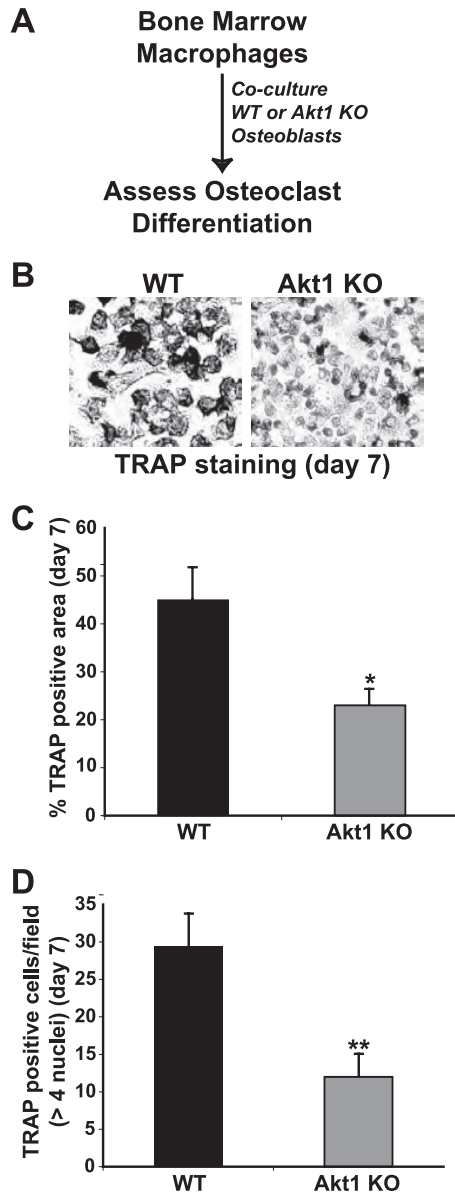 A
Bone Marrow
Macrophages
Co-culture
WT or Akt1 KO
Osteoblasts
Assess Osteoclast
Differentiation
B
WT Akt1 KO
TRAP staining (day 7)
C
% TRAP positive area (day 7)
60
50
40
30
20
10
0
*
WT Akt1 KO
D
TRAP positive cells/field
(> 4 nuclei) (day 7)
35
30
25
20
15
10
5
0
**
WT Akt1 KO